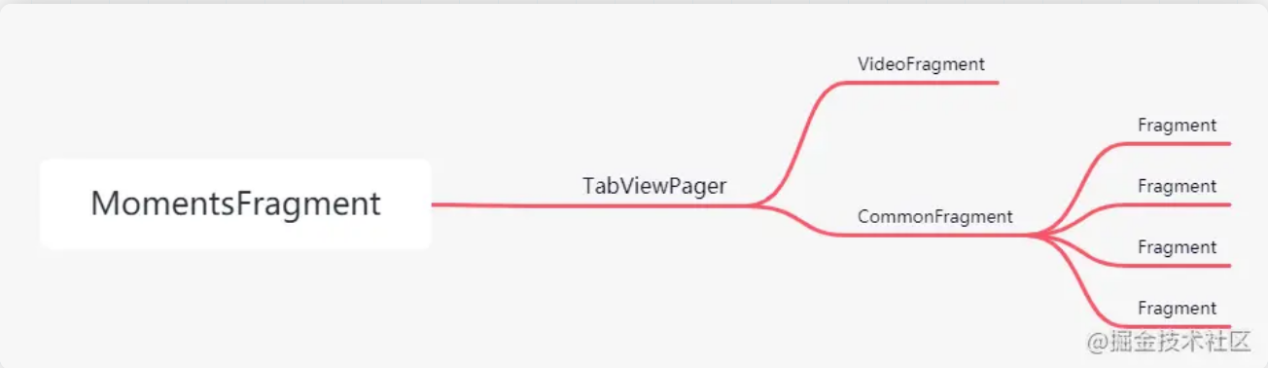 MomentsFragment
TabViewPager
VideoFragment
CommonFragment
Fragment
Fragment
Fragment
Fragment
@掘金技术社区